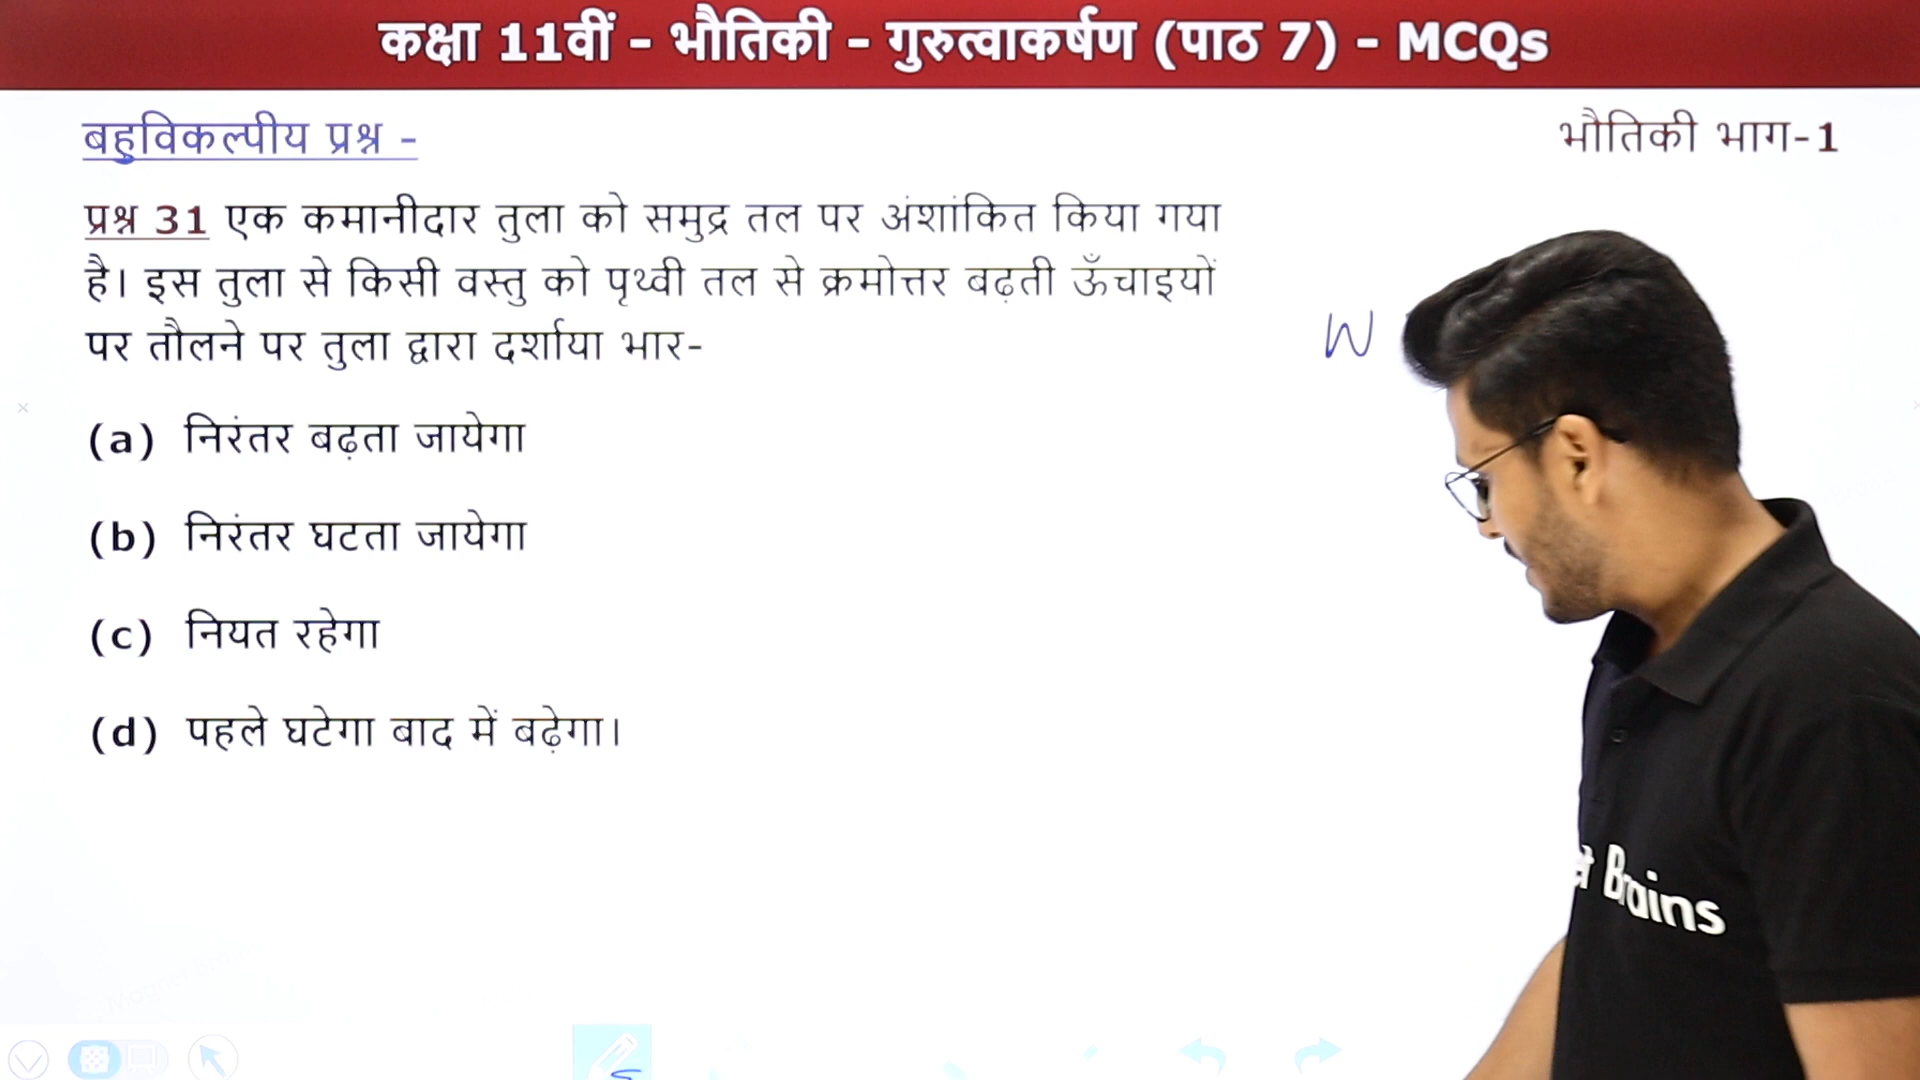 कक्षा 11वीं - भौतिकी - गुरुत्वाकर्षण (पाठ 7) - MCQs
बहुविकल्पीय प्रश्न -
भौतिकी भाग-1
प्रश्न 31 एक कमानीदार तुला को समुद्र तल पर अंशांकित किया गया
है। इस तुला से किसी वस्तु को पृथ्वी तल से क्रमोत्तर बढ़ती ऊँचाइयों
पर तौलने पर तुला द्वारा दर्शाया भार-
W
(a) निरंतर बढ़ता जायेगा
(b) निरंतर घटता जायेगा
(c) नियत रहेगा
(d) पहले घटेगा बाद में बढ़ेगा।
Brains